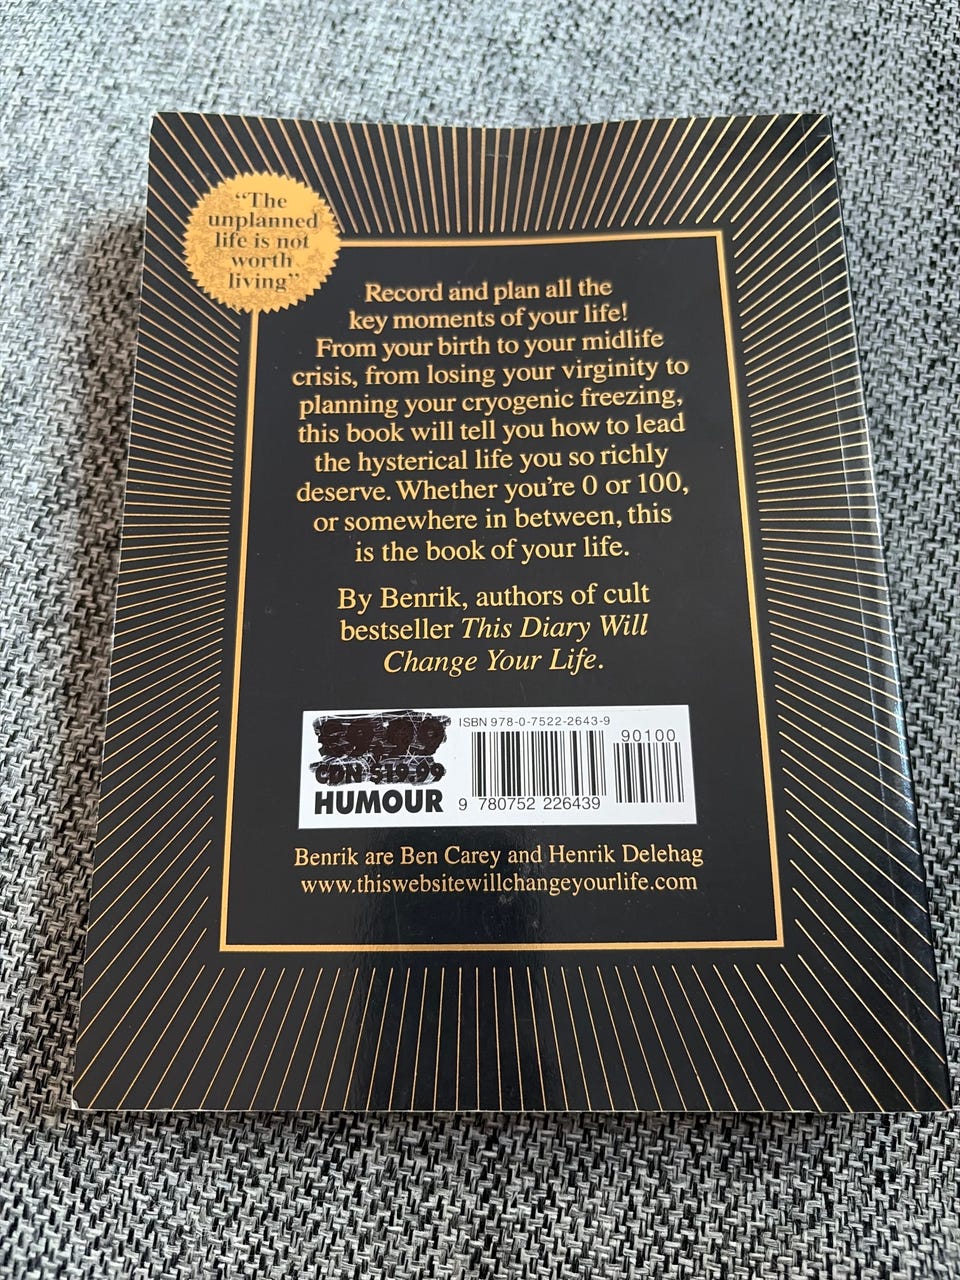 “The
unplanned
life is not
worth
living”
Record and plan all the
key moments of your life!
From your birth to your midlife
crisis, from losing your virginity to
planning your cryogenic freezing,
this book will tell you how to lead
the hysterical life you so richly
deserve. Whether you're 0 or 100,
or somewhere in between, this
is the book of your life.
By Benrik, authors of cult
bestseller This Diary Will
Change Your Life.
ISBN 978-0-7522-2643-9
90100
CDN $19.99
HUMOUR
9 780752 226439
Benrik are Ben Carey and Henrik Delehag
www.thiswebsitewillchangeyourlife.com